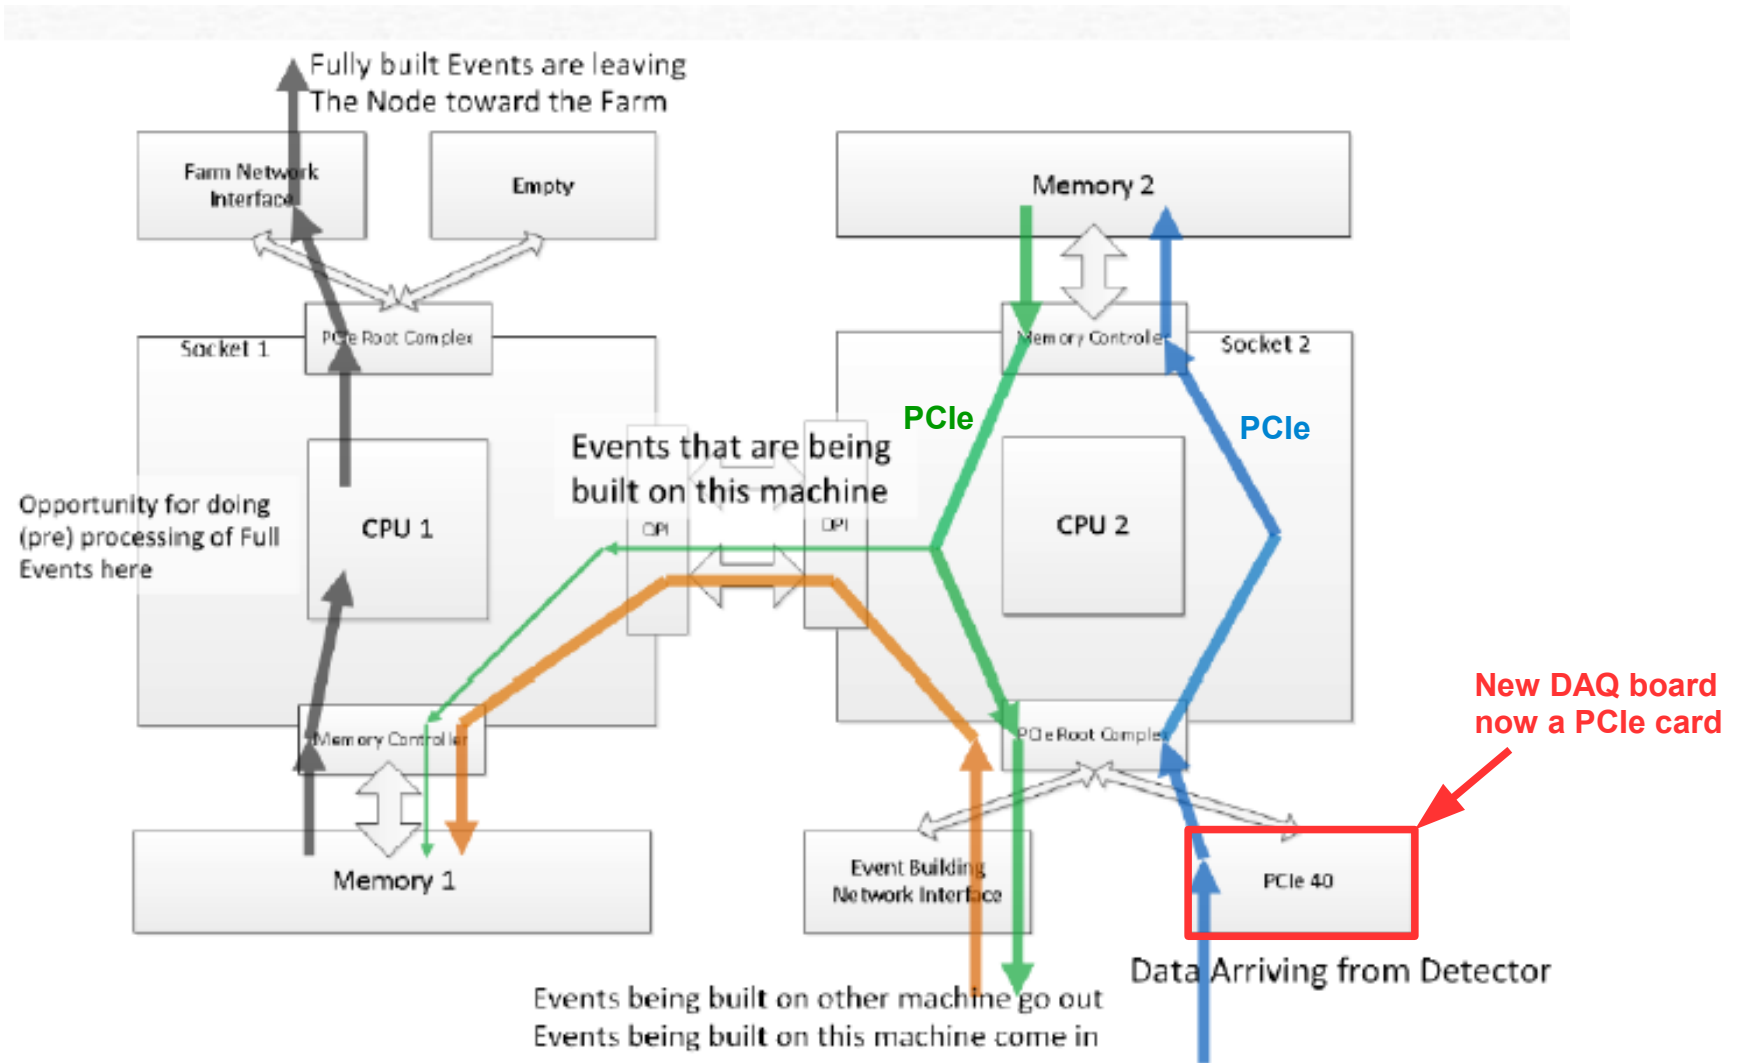 Fully built Events are leaving
The Node toward the Farm
Farm Network
Interface
Empty
Memory 2
PCIe Root Complex
Socket 1
Memory Controller
Socket 2
PCIe
PCIe
Events that are being
built on this machine
Opportunity for doing
(pre) processing of Full
Events here
CPU 1
QPI
QPI
CPU 2
New DAQ board
now a PCIe card
Memory Controller
PCIe Root Complex
Memory 1
Event Building
Network Interface
PCIe 40
Data Arriving from Detector
Events being built on other machine go out
Events being built on this machine come in